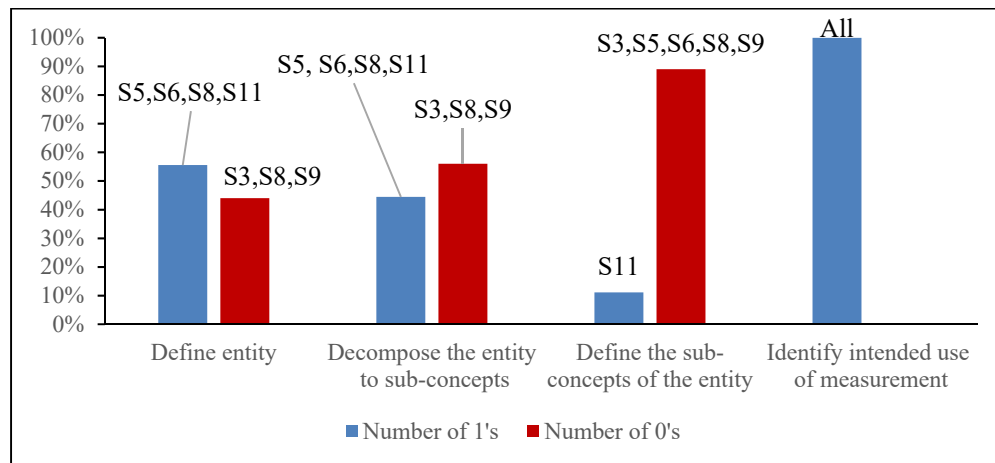 100%
90%
80%
70%
60%
50%
40%
30%
20%
10%
0%
S5,S6,S8,S11
S3,S8,S9
S5, S6,S8,S11
S3,S8,S9
S11
S3,S5,S6,S8,S9
All
Define entity
Decompose the entity
to sub-concepts
Define the sub-
concepts of the entity
Identify intended use
of measurement
Number of 1's
Number of 0's